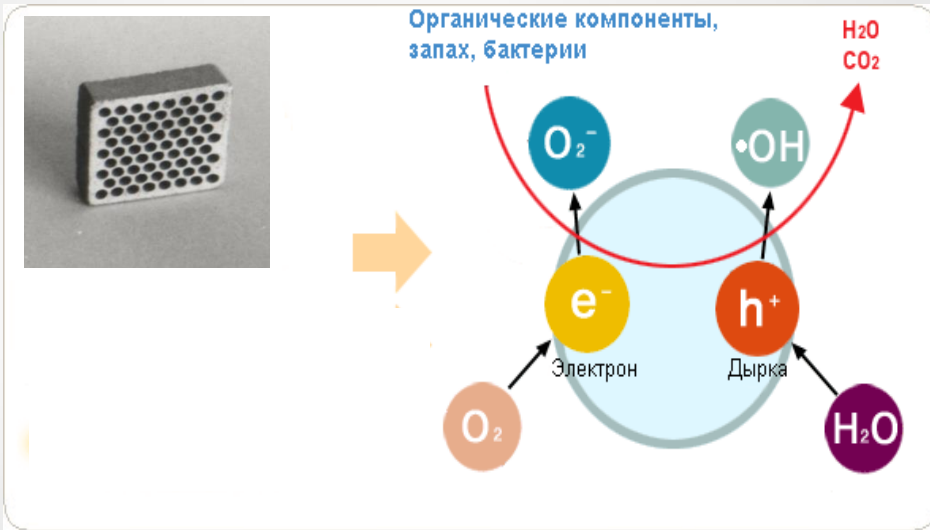 Органические компоненты,
запах, бактерии
H₂O
CO₂
O₂⁻
•OH
e⁻
h⁺
Электрон
Дырка
O₂
H₂O